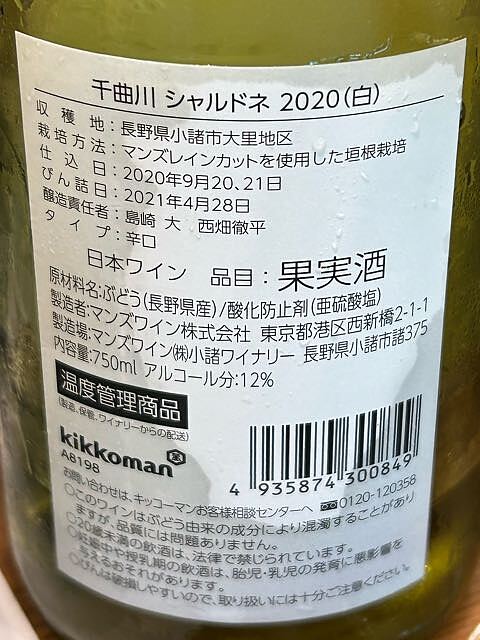 千曲川 シャルドネ 2020(白)
収穫地:長野県小諸市大里地区
栽培方法:マンズレインカットを使用した垣根栽培
仕込日:2020年9月20、21日
びん詰日:2021年4月28日
醸造責任者:島崎 大 西畑徹平
タイプ:辛口
日本ワイン 品目:果実酒
原材料名:ぶどう(長野県産)/酸化防止剤(亜硫酸塩)
製造者:マンズワイン株式会社 東京都港区西新橋2-1-1
製造場:マンズワイン㈱小諸ワイナリー 長野県小諸市諸375
内容量:750ml アルコール分:12%
温度管理商品
(製造、保管、ワイナリーからの配送)
kikkoman
A6198
4 935874 300849
お問い合わせは、キッコーマンお客様相談センターへ 0120-120358
○このワインはぶどう由来の成分により混濁することがあり
ますが、品質には問題ありません。
○20歳未満の飲酒は、法律で禁じられています。
○妊娠中や授乳期の飲酒は、胎児・乳児の発育に悪影響を
与えるおそれがあります。
○びんは破損しやすいので、取り扱いには十分ご注意ください。